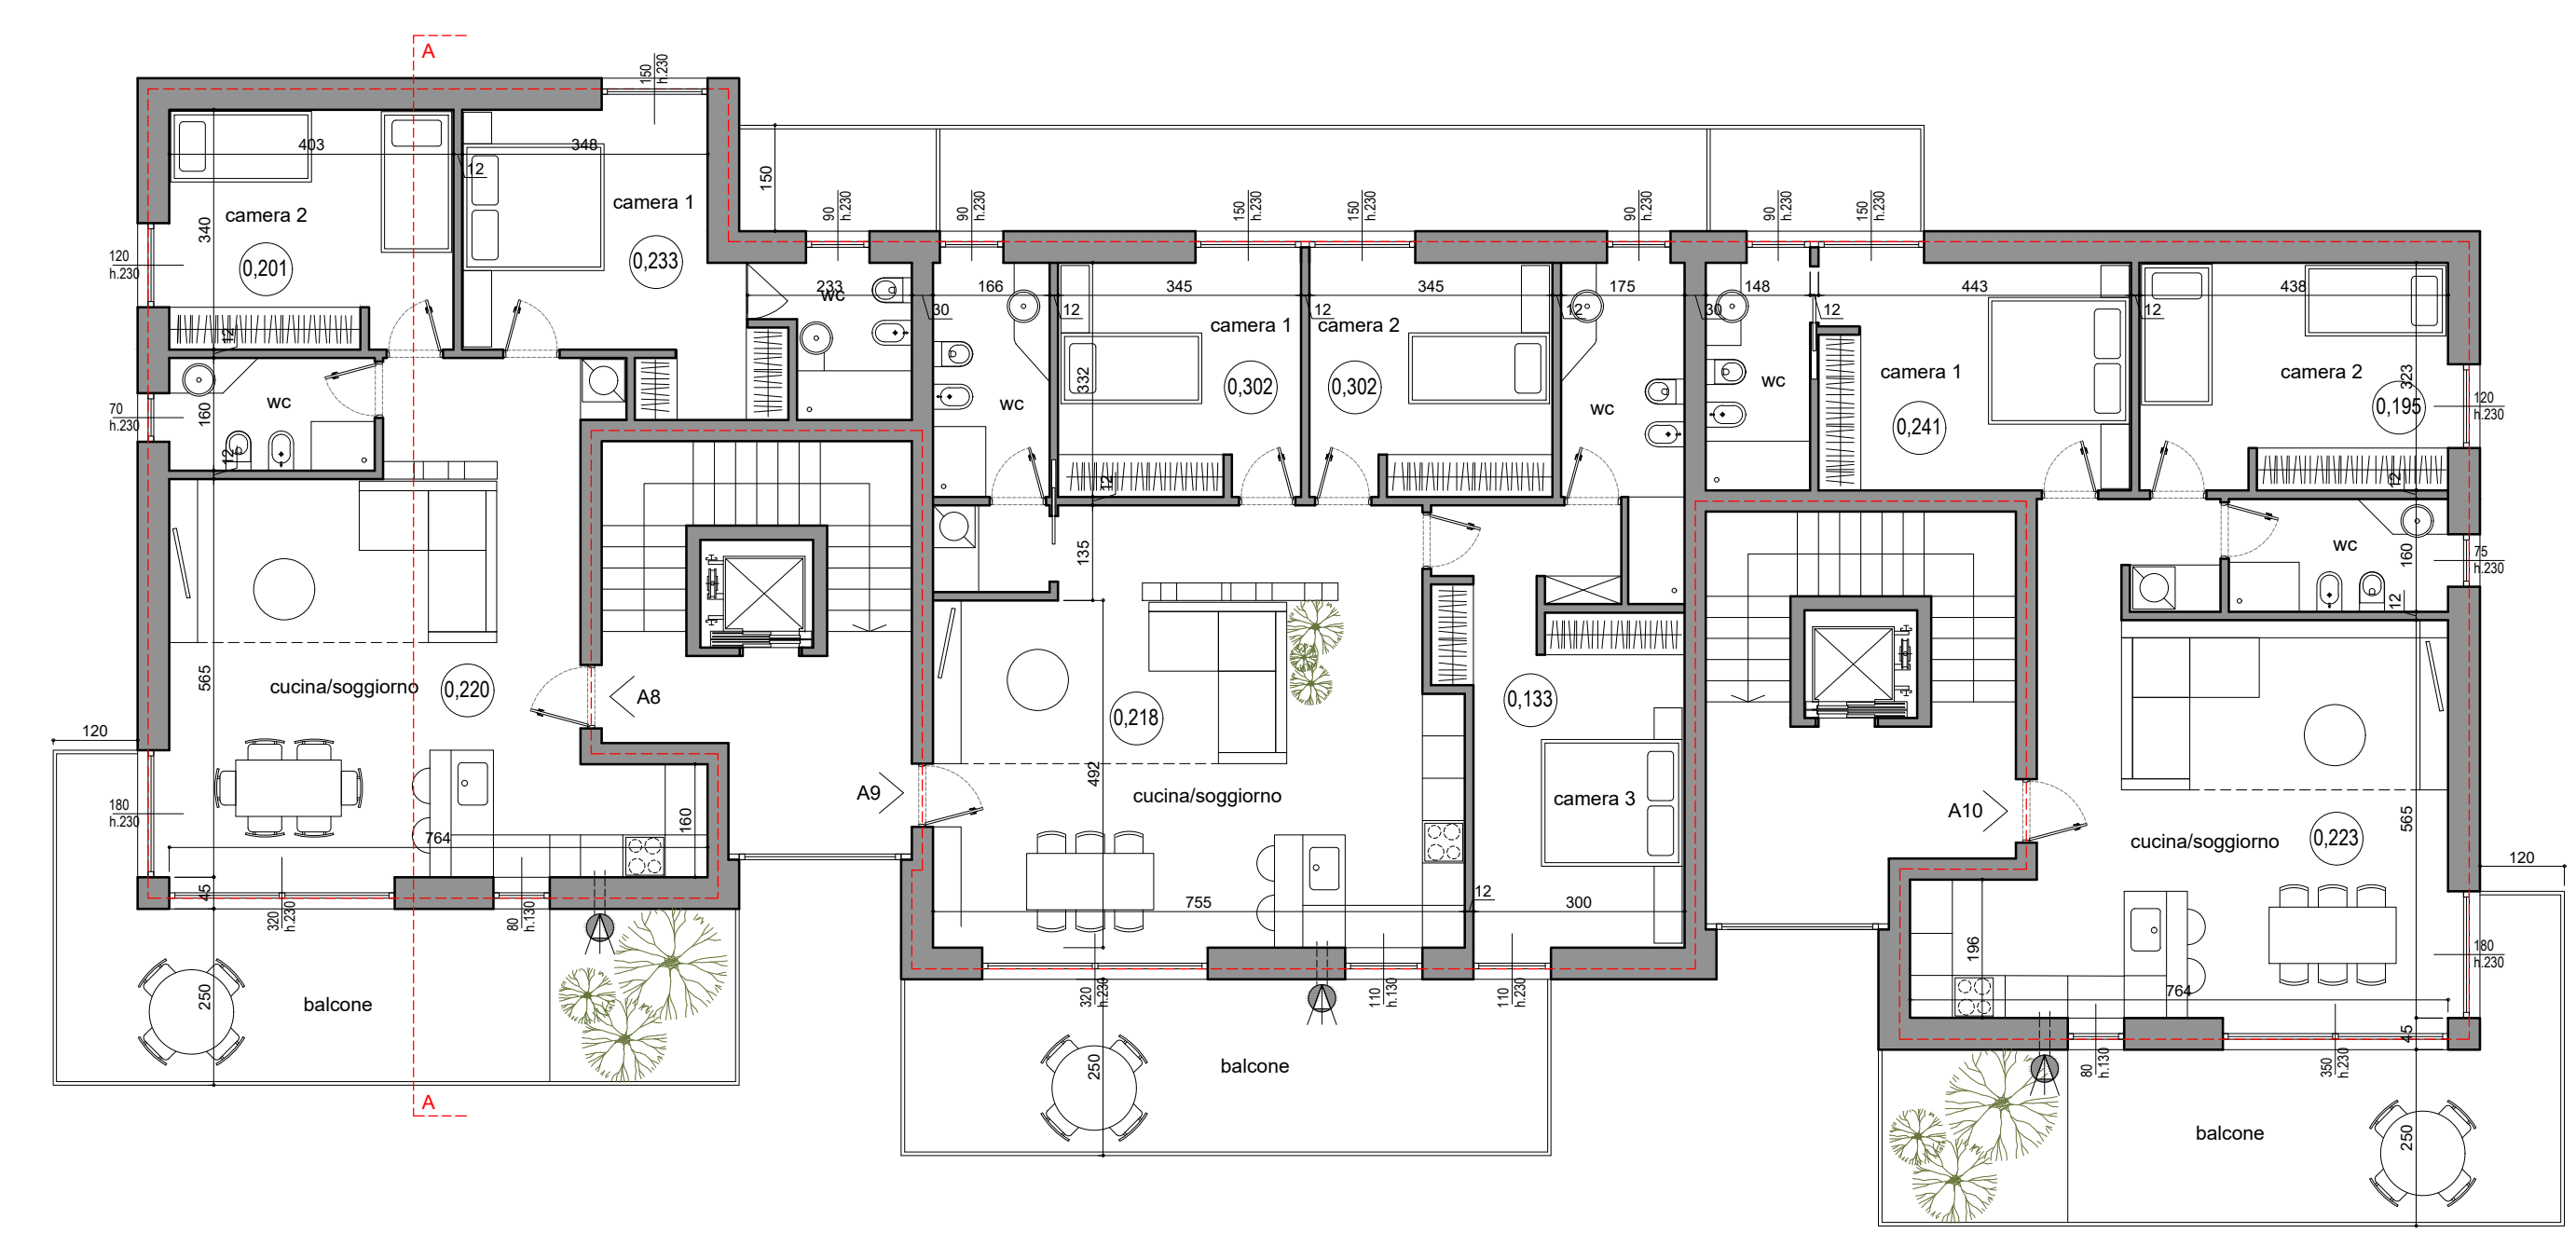 A
150
h.230
403
348
12
150
camera 2
camera 1
340
0,201
0,233
120
h.230
90
h.230
90
h.230
150
h.230
150
h.230
90
h.230
90
h.230
150
h.230
233
wc
30
166
12
345
12
345
12
175
30
148
12
443
12
438
12
camera 1
camera 2
camera 1
camera 2
332
323
0,302
0,302
0,241
0,195
120
h.230
70
h.230
160
wc
wc
wc
wc
12
12
12
135
wc
160
75
h.230
12
565
cucina/soggiorno
0,220
A8
0,218
0,133
492
cucina/soggiorno
camera 3
A9
A10
cucina/soggiorno
0,223
565
120
180
h.230
764
160
45
320
h.230
80
h.130
755
12
300
120
196
764
180
h.230
45
250
balcone
320
h.230
110
h.130
110
h.230
250
balcone
80
h.130
350
h.230
250
balcone
A